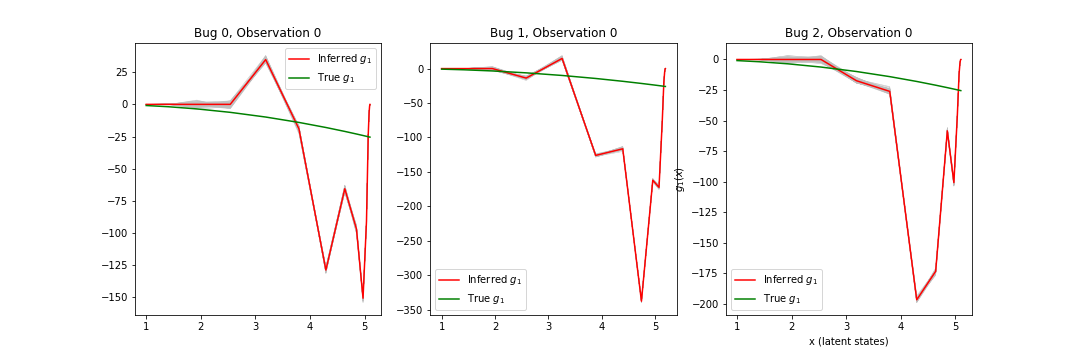 Bug 0, Observation 0
25
0
−25
−50
−75
−100
−125
−150
1 2 3 4 5
Inferred g₁
True g₁
Bug 1, Observation 0
0
−50
−100
−150
−200
−250
−300
−350
1 2 3 4 5
Inferred g₁
True g₁
Bug 2, Observation 0
g₁(x)
0
−25
−50
−75
−100
−125
−150
−175
−200
1 2 3 4 5
x (latent states)
Inferred g₁
True g₁